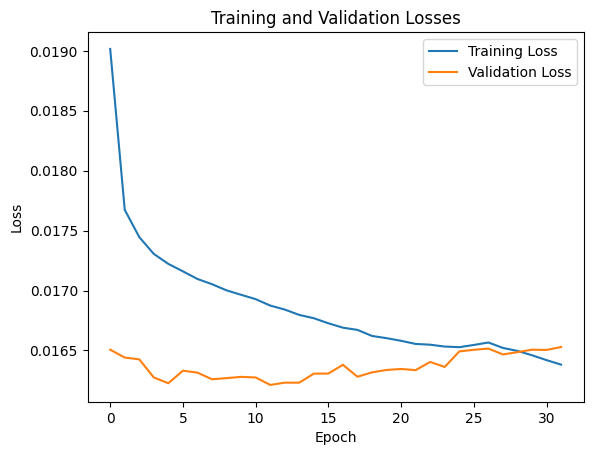 Training and Validation Losses
Training Loss
Validation Loss
0.0190
0.0185
0.0180
0.0175
0.0170
0.0165
Loss
0 5 10 15 20 25 30
Epoch